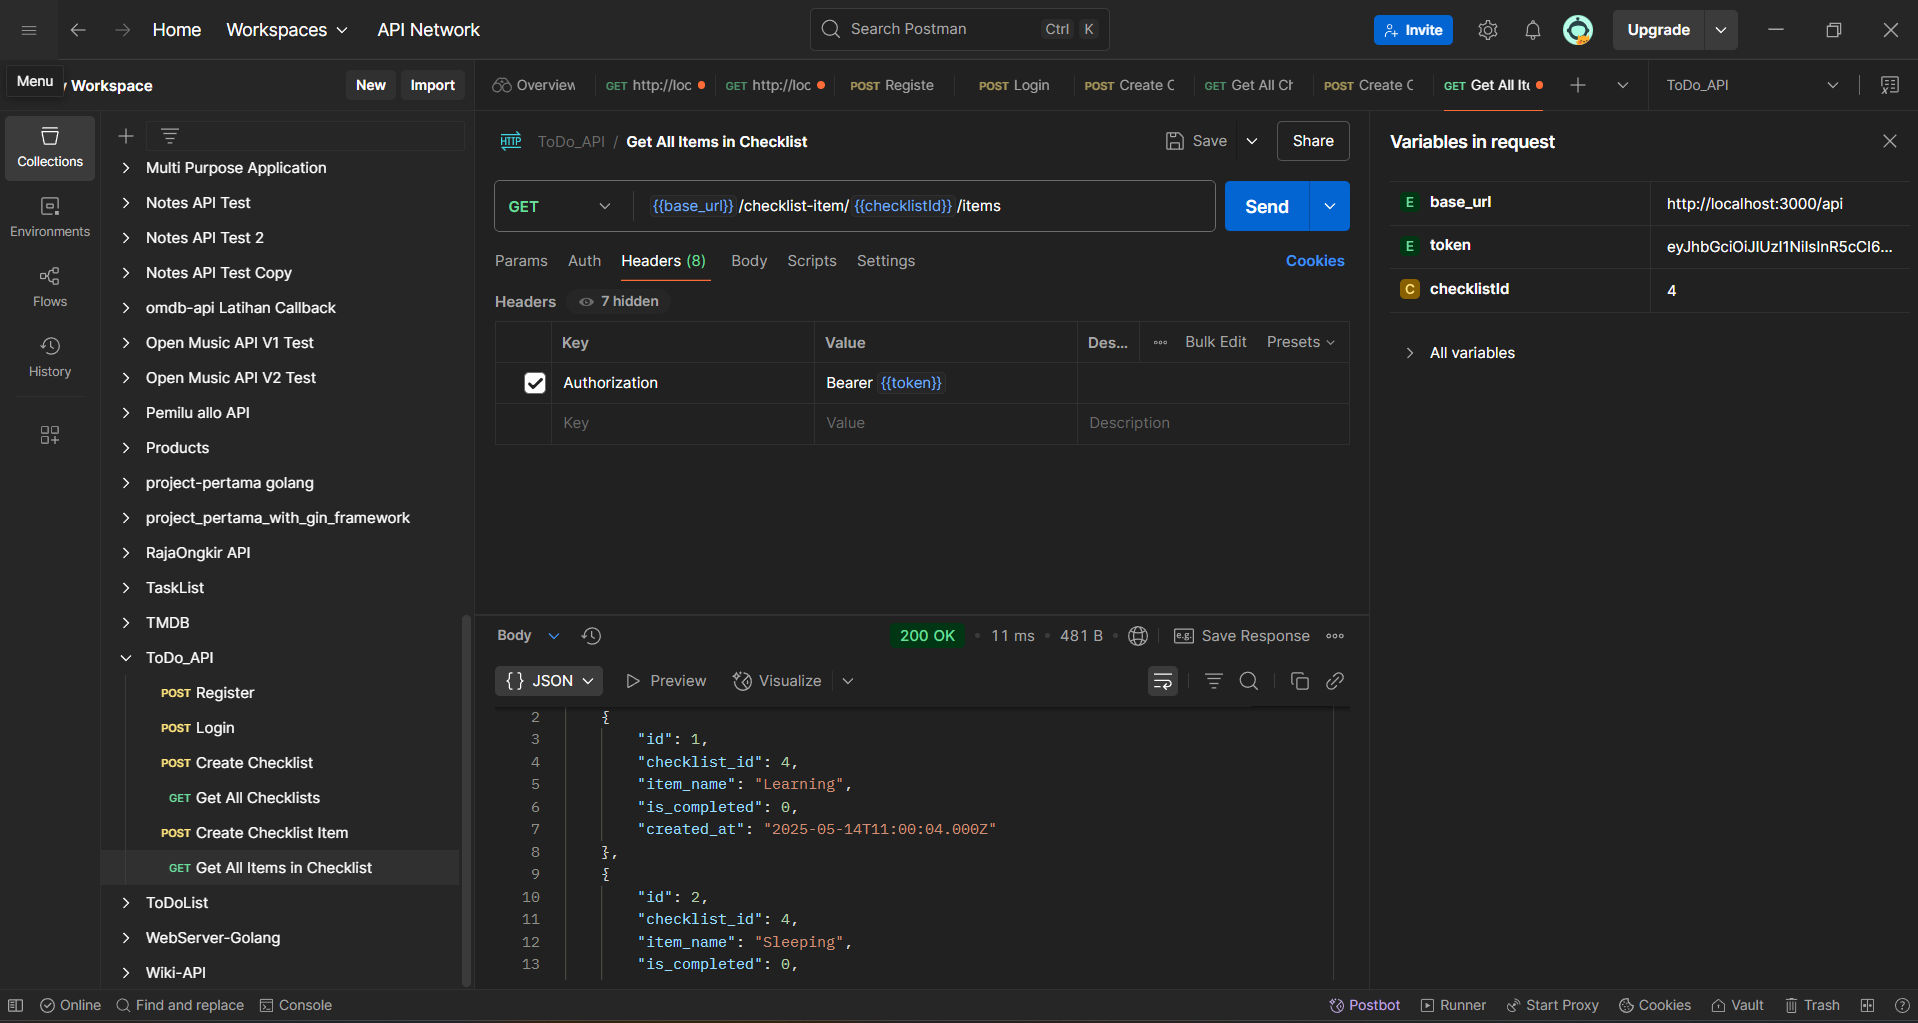 Home
Workspaces
API Network
Search Postman
Ctrl
K
Invite
Upgrade
Menu
Workspace
New
Import
Overview
GET http://loc
GET http://loc
POST Registe
POST Login
POST Create C
GET Get All Ch
POST Create C
GET Get All Ite
ToDo_API
Collections
Environments
Flows
History
Multi Purpose Application
Notes API Test
Notes API Test 2
Notes API Test Copy
omdb-api Latihan Callback
Open Music API V1 Test
Open Music API V2 Test
Pemilu allo API
Products
project-pertama golang
project_pertama_with_gin_framework
RajaOngkir API
TaskList
TMDB
ToDo_API
POST Register
POST Login
POST Create Checklist
GET Get All Checklists
POST Create Checklist Item
GET Get All Items in Checklist
ToDoList
WebServer-Golang
Wiki-API
HTTP
ToDo_API / Get All Items in Checklist
Save
Share
GET
{{base_url}}/checklist-item/{{checklistId}}/items
Send
Params
Auth
Headers (8)
Body
Scripts
Settings
Cookies
Headers
7 hidden
Key
Value
Des...
Bulk Edit
Presets
Authorization
Bearer {{token}}
Key
Value
Description
Body
200 OK
11 ms
481 B
e.g.
Save Response
{} JSON
Preview
Visualize
2 {
3 "id": 1,
4 "checklist_id": 4,
5 "item_name": "Learning",
6 "is_completed": 0,
7 "created_at": "2025-05-14T11:00:04.000Z"
8 },
9 {
10 "id": 2,
11 "checklist_id": 4,
12 "item_name": "Sleeping",
13 "is_completed": 0,
Variables in request
E base_url
http://localhost:3000/api
E token
eyJhbGciOiJIUzI1NiIsInR5cCI6...
C checklistId
4
All variables
Online
Find and replace
Console
Postbot
Runner
Start Proxy
Cookies
Vault
Trash